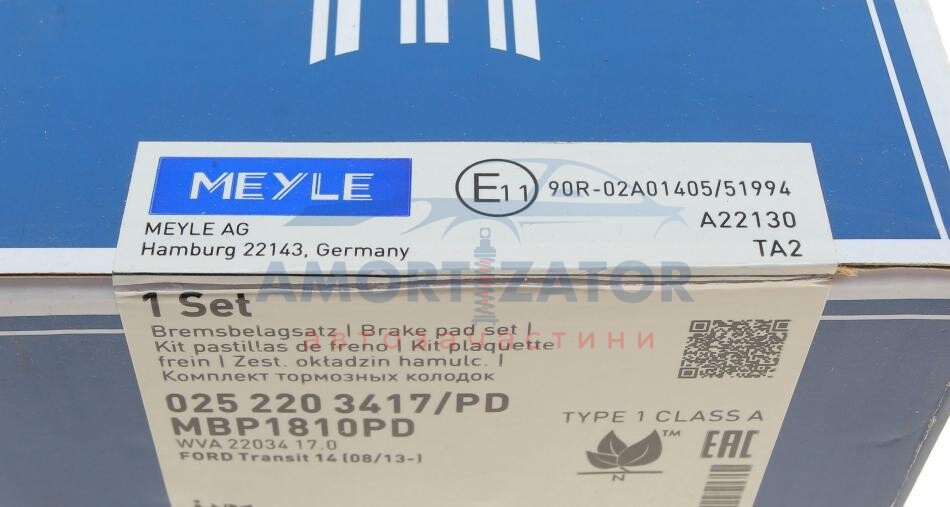 MEYLE
E11 90R-02A01405/51994
MEYLE AG
A22130
Hamburg 22143, Germany
TA2
AMORTIZATOR
автозапчастини
1 Set
Bremsbelagsatz | Brake pad set |
Kit pastillas de freno | Kit plaquette
frein | Zest. okładzin hamulc. |
Комплект тормозных колодок
025 220 3417/PD
MBP1810PD
WVA 22034 17.0
FORD Transit 14 (08/13-)
TYPE 1 CLASS A
TM
N
EAC